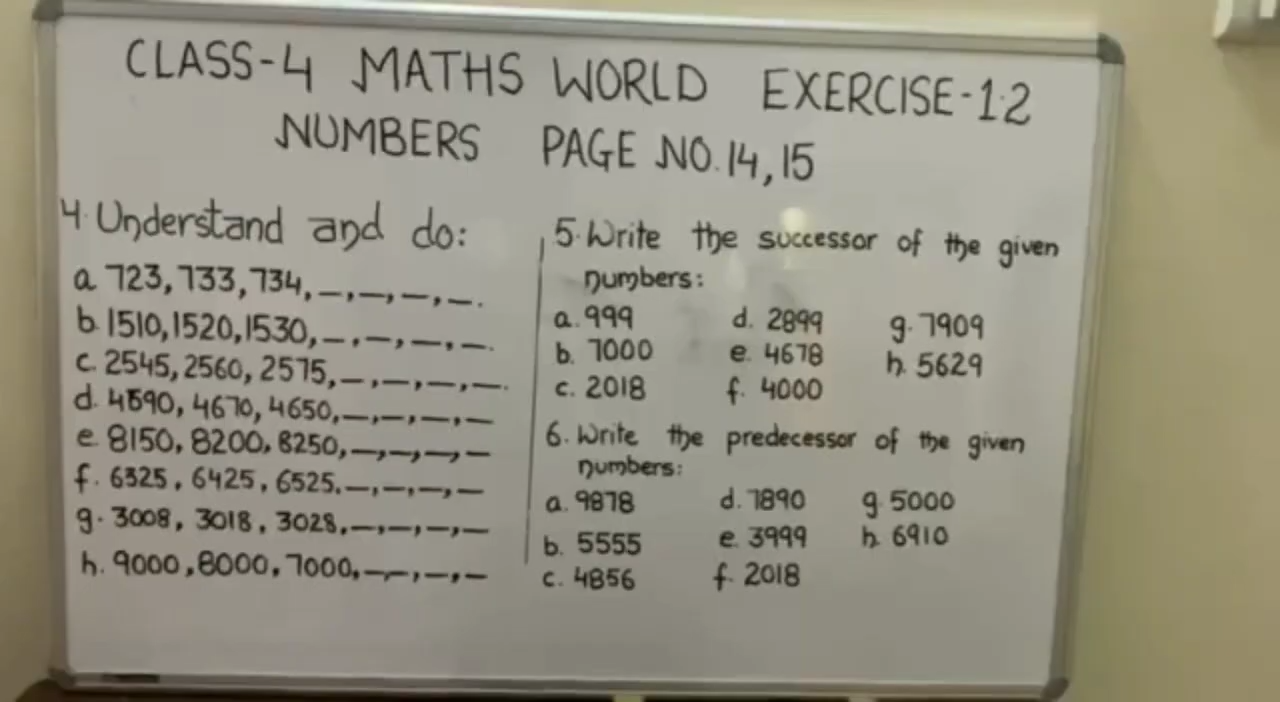 CLASS-4 MATHS WORLD EXERCISE-1.2
NUMBERS PAGE NO.14,15
4. Understand and do:
a 723,733,734,_,_,_,_.
b. 1510,1520,1530,_,_,_,_.
c. 2545,2560,2575,_,_,_,_.
d. 4690,4670,4650,_,_,_,_
e. 8150,8200,8250,_,_,_,_
f. 6325,6425,6525,_,_,_,_
g. 3008,3018,3028,_,_,_,_
h. 9000,8000,7000,_,_,_,_
5. Write the successor of the given
numbers:
a. 999 d. 2899 g. 7909
b. 7000 e. 4678 h. 5629
c. 2018 f. 4000
6. Write the predecessor of the given
numbers:
a. 9878 d. 7890 g. 5000
b. 5555 e. 3999 h. 6910
c. 4856 f. 2018